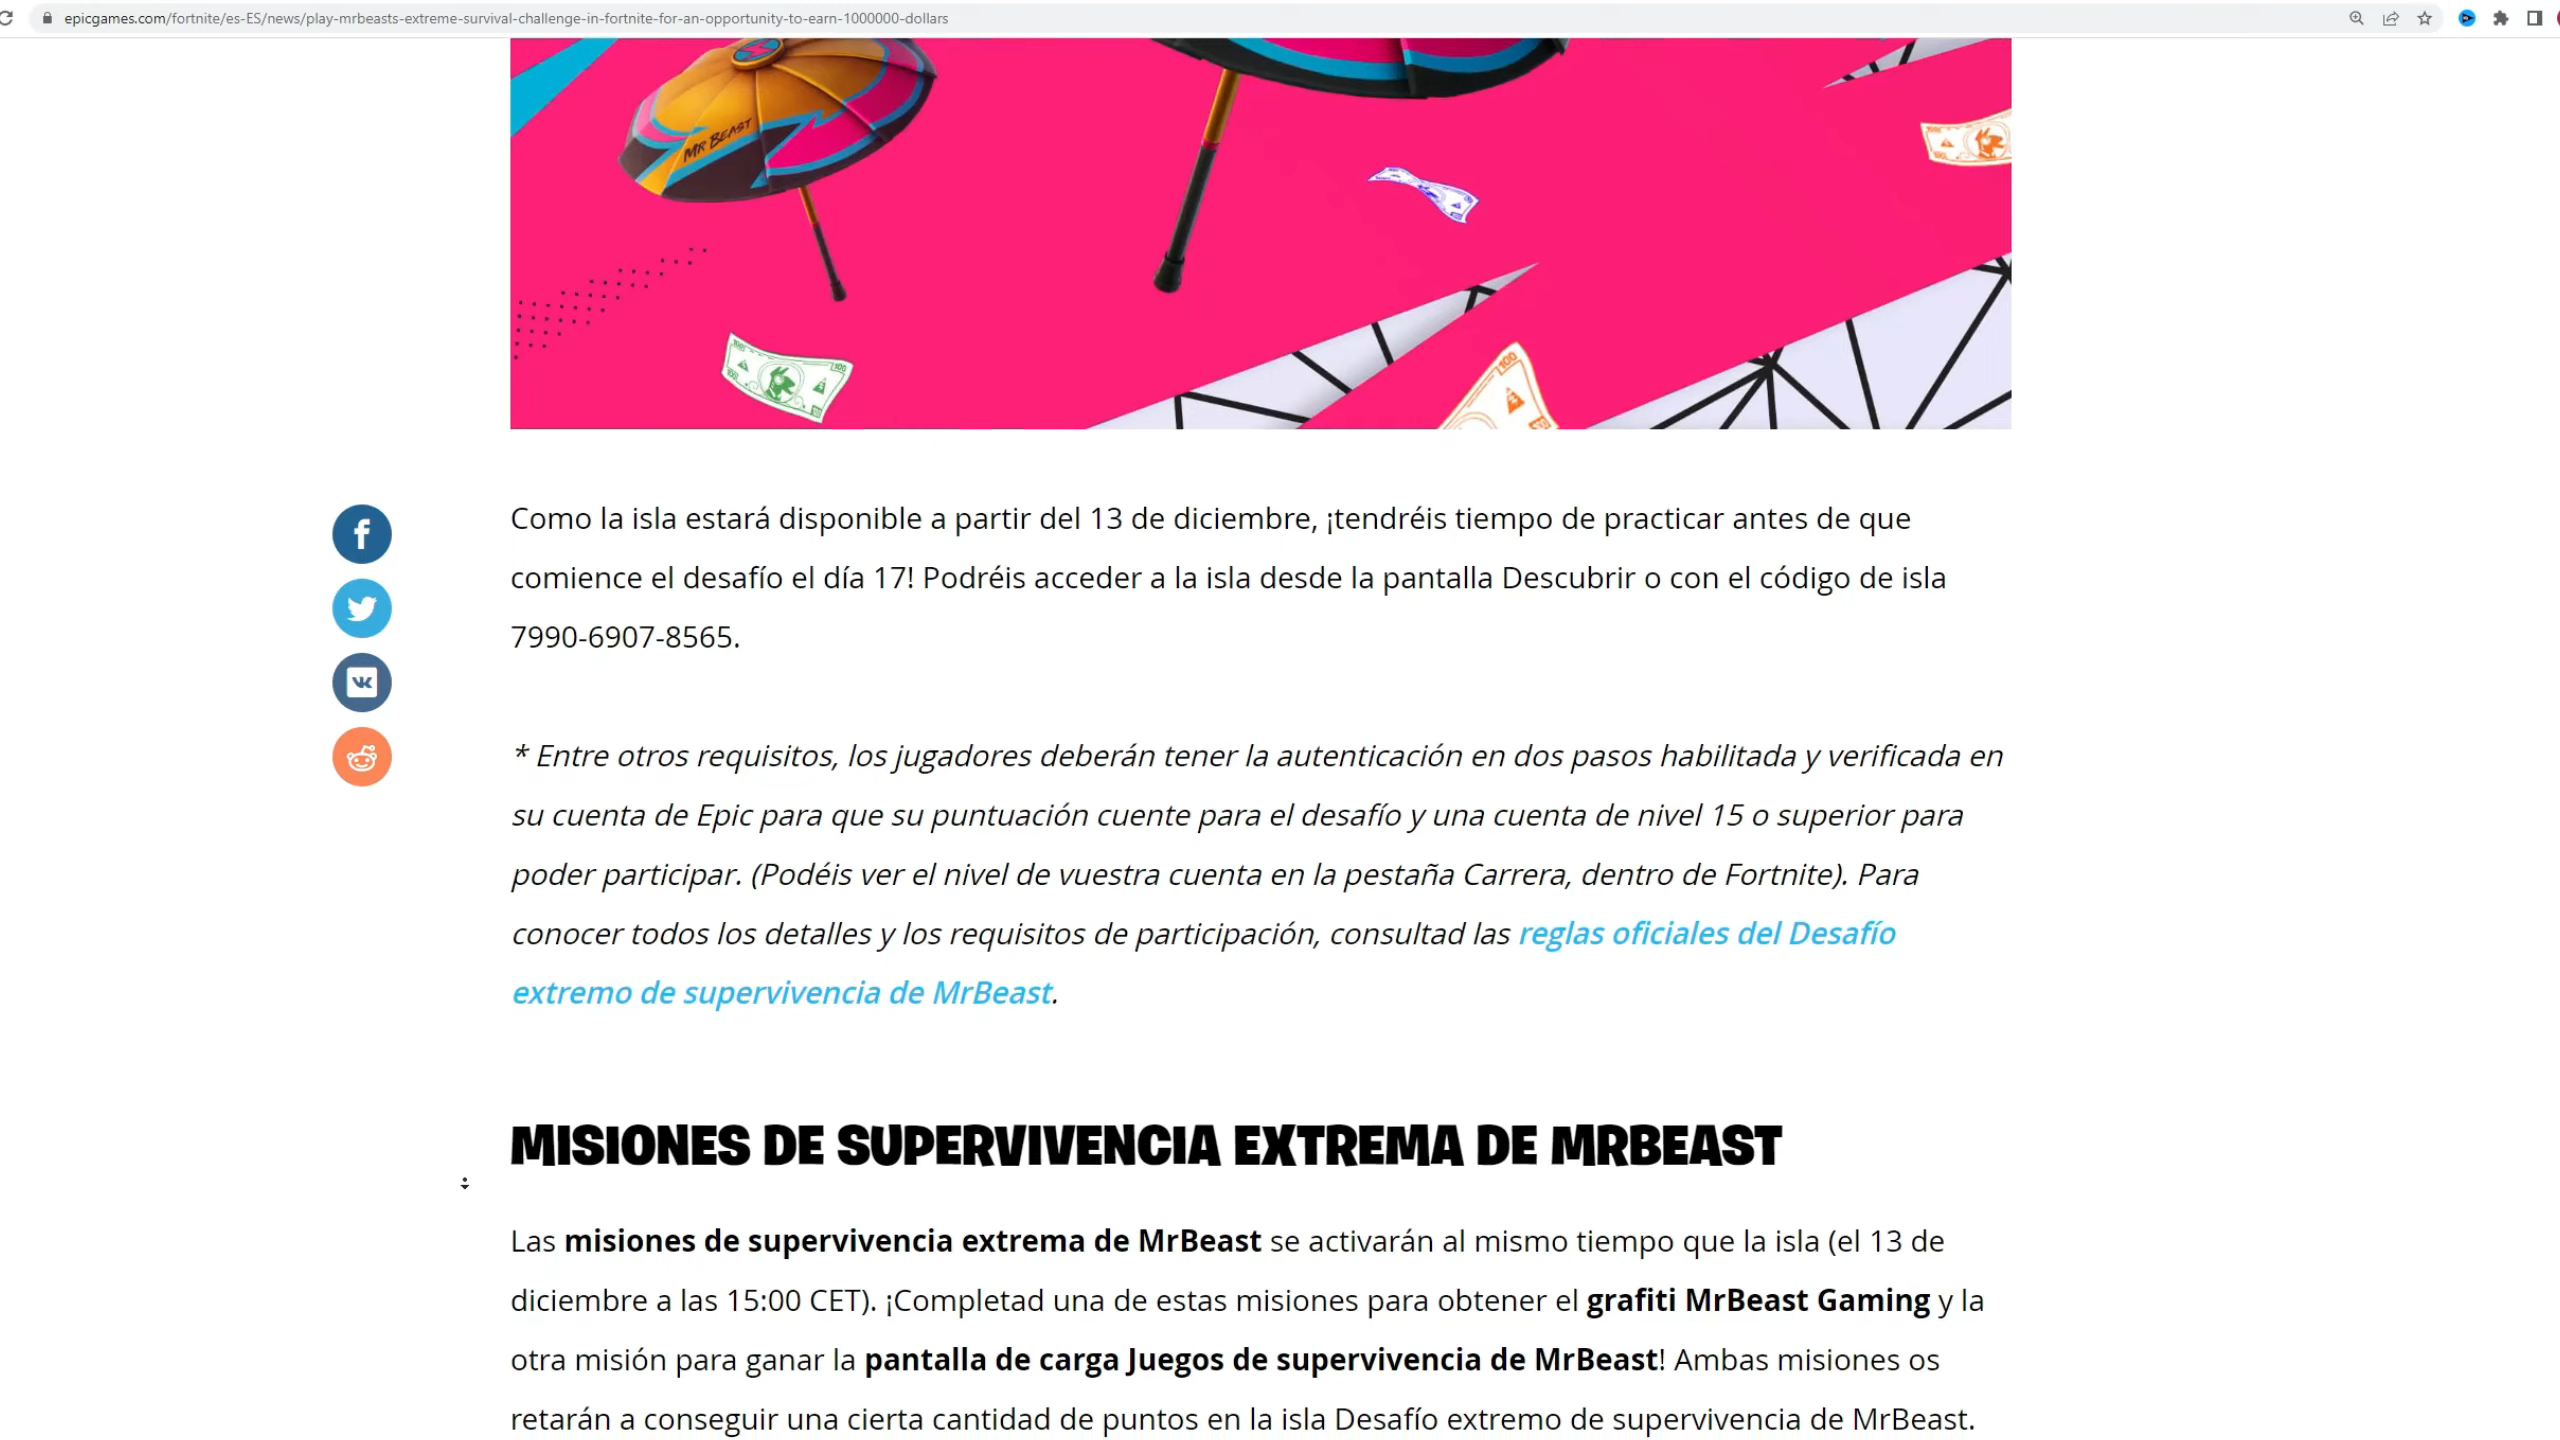 epicgames.com/fortnite/es-ES/news/play-mrbeasts-extreme-survival-challenge-in-fortnite-for-an-opportunity-to-earn-1000000-dollars
MR BEAST
100
100
100
Como la isla estará disponible a partir del 13 de diciembre, ¡tendréis tiempo de practicar antes de que
comience el desafío el día 17! Podréis acceder a la isla desde la pantalla Descubrir o con el código de isla
7990-6907-8565.
* Entre otros requisitos, los jugadores deberán tener la autenticación en dos pasos habilitada y verificada en
su cuenta de Epic para que su puntuación cuente para el desafío y una cuenta de nivel 15 o superior para
poder participar. (Podéis ver el nivel de vuestra cuenta en la pestaña Carrera, dentro de Fortnite). Para
conocer todos los detalles y los requisitos de participación, consultad las reglas oficiales del Desafío
extremo de supervivencia de MrBeast.
MISIONES DE SUPERVIVENCIA EXTREMA DE MRBEAST
Las misiones de supervivencia extrema de MrBeast se activarán al mismo tiempo que la isla (el 13 de
diciembre a las 15:00 CET). ¡Completad una de estas misiones para obtener el grafiti MrBeast Gaming y la
otra misión para ganar la pantalla de carga Juegos de supervivencia de MrBeast! Ambas misiones os
retarán a conseguir una cierta cantidad de puntos en la isla Desafío extremo de supervivencia de MrBeast.